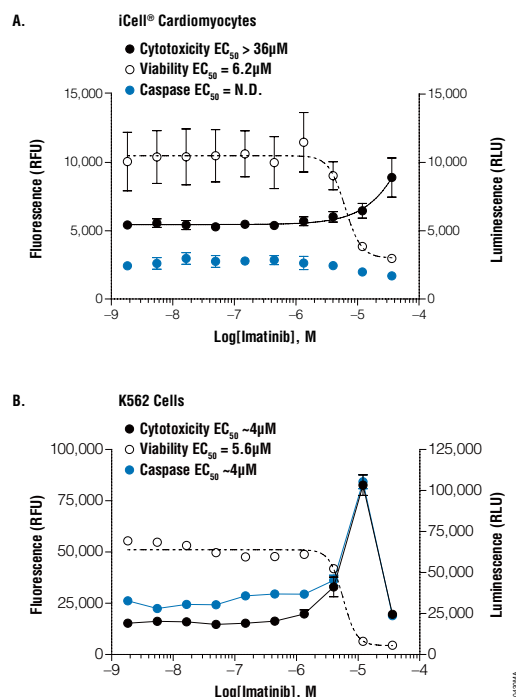 A. iCell® Cardiomyocytes
Cytotoxicity EC50 > 36µM
Viability EC50 = 6.2µM
Caspase EC50 = N.D.
15,000 15,000
10,000 10,000
5,000 5,000
0 0
Fluorescence (RFU)
Luminescence (RLU)
–9 –8 –7 –6 –5 –4
Log[Imatinib], M
B. K562 Cells
Cytotoxicity EC50 ~4µM
Viability EC50 = 5.6µM
Caspase EC50 ~4µM
100,000 125,000
75,000 100,000
50,000 75,000
25,000 50,000
0 25,000
0
Fluorescence (RFU)
Luminescence (RLU)
–9 –8 –7 –6 –5 –4
Log[Imatinib], M